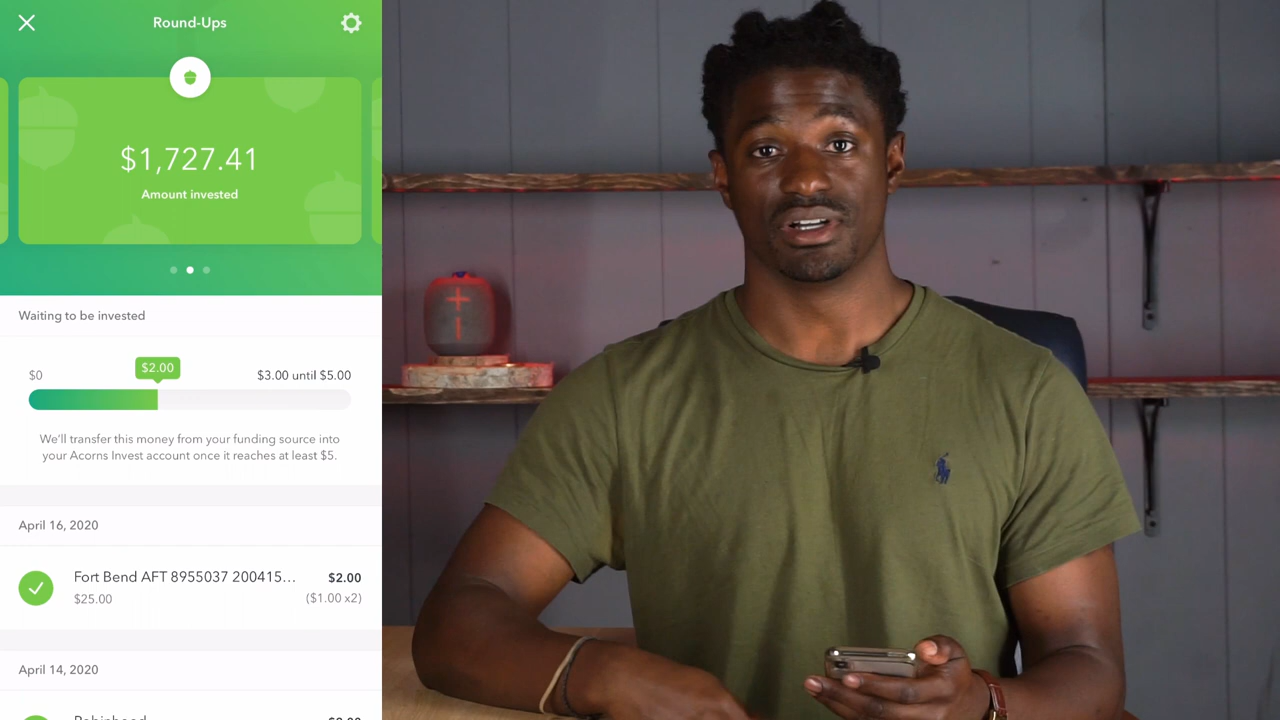 Round-Ups
$1,727.41
Amount invested
Waiting to be invested
$2.00
$0
$3.00 until $5.00
We'll transfer this money from your funding source into
your Acorns Invest account once it reaches at least $5.
April 16, 2020
Fort Bend AFT 8955037 200415... $2.00
$25.00 ($1.00 x2)
April 14, 2020